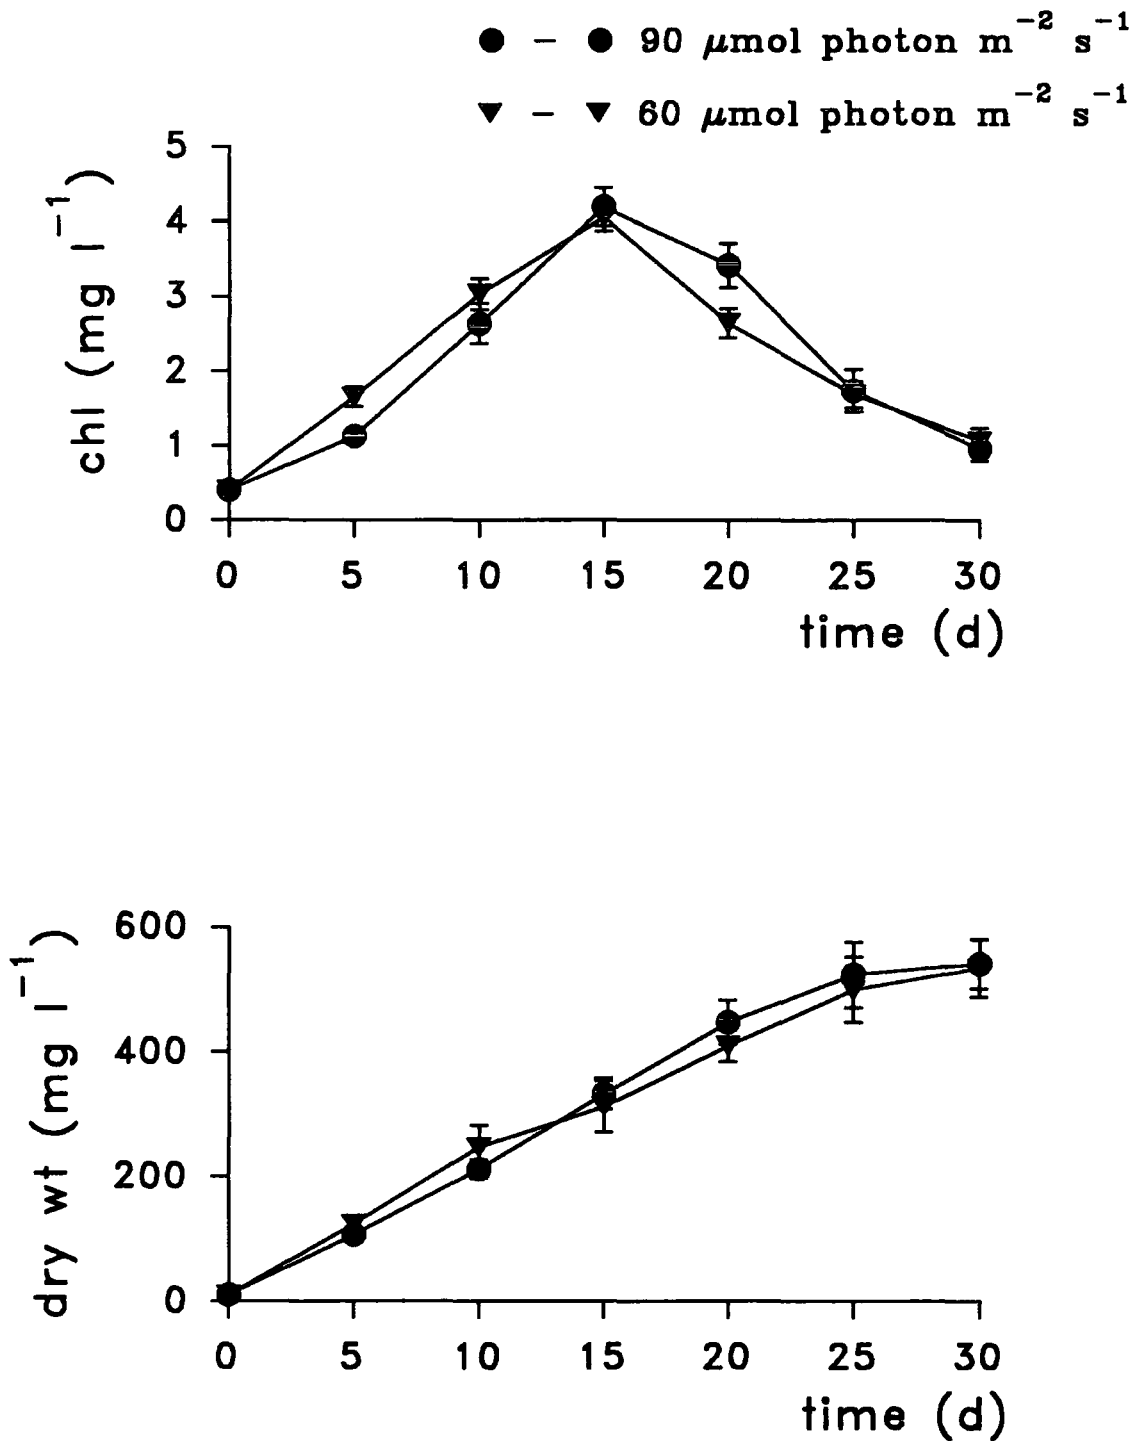 ● – ● 90 μmol photon m⁻² s⁻¹
▼ – ▼ 60 μmol photon m⁻² s⁻¹
5
4
3
2
1
0
chl (mg l⁻¹)
0 5 10 15 20 25 30
time (d)
600
400
200
0
dry wt (mg l⁻¹)
0 5 10 15 20 25 30
time (d)